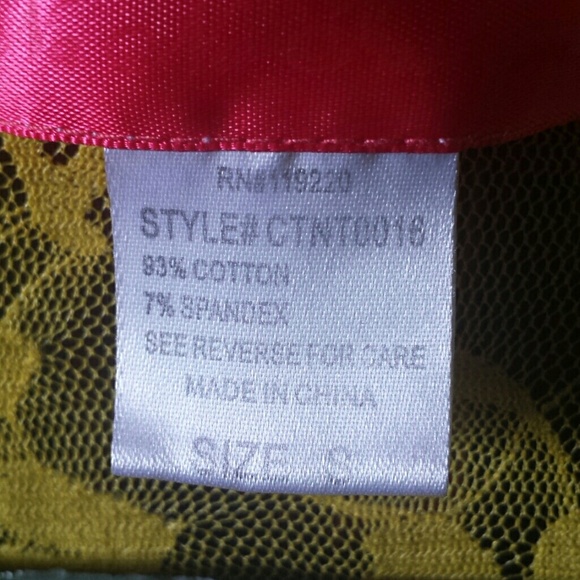 RN#119220
STYLE# CTNT0016
93% COTTON
7% SPANDEX
SEE REVERSE FOR CARE
MADE IN CHINA
SIZE S